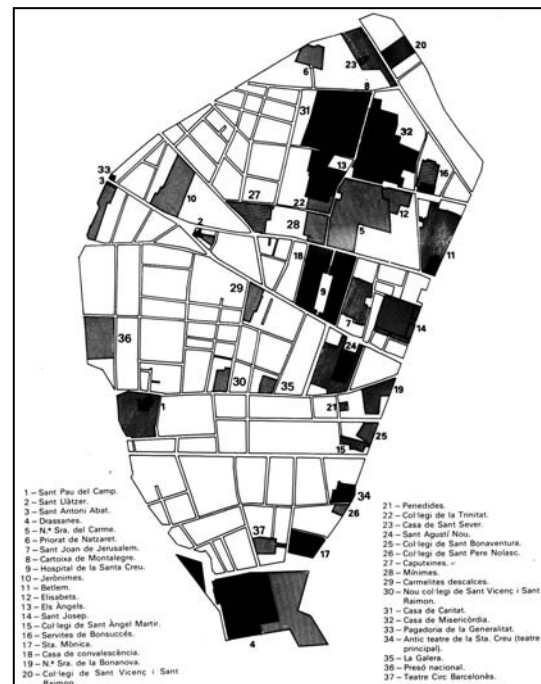 20
23
6
8
31
32
13
16
33
3
10
27
22
12
2
28
5
11
18
9
29
7
14
36
24
30
35
19
1
21
25
15
34
26
37
17
4
1 – Sant Pau del Camp.
2 – Sant Llàtzer.
3 – Sant Antoni Abat.
4 – Drassanes.
5 – N.ª Sra. del Carme.
6 – Priorat de Natzaret.
7 – Sant Joan de Jerusalem.
8 – Cartoixa de Montalegre.
9 – Hospital de la Santa Creu.
10 – Jerònimes.
11 – Betlem.
12 – Elisabets.
13 – Els Àngels.
14 – Sant Josep.
15 – Col·legi de Sant Àngel Martir.
16 – Servites de Bonsuccés.
17 – Sta. Mònica.
18 – Casa de convalescència.
19 – N.ª Sra. de la Bonanova.
20 – Col·legi de Sant Vicenç i Sant
Raimon.
21 – Penedides.
22 – Col·legi de la Trinitat.
23 – Casa de Sant Sever.
24 – Sant Agustí Nou.
25 – Col·legi de Sant Bonaventura.
26 – Col·legi de Sant Pere Nolasc.
27 – Caputxines.
28 – Mínimes.
29 – Carmelites descalces.
30 – Nou col·legi de Sant Vicenç i Sant
Raimon.
31 – Casa de Caritat.
32 – Casa de Misericòrdia.
33 – Pagadoria de la Generalitat.
34 – Antic teatre de la Sta. Creu (teatre
principal).
35 – La Galera.
36 – Presó nacional.
37 – Teatre Circ Barcelonès.